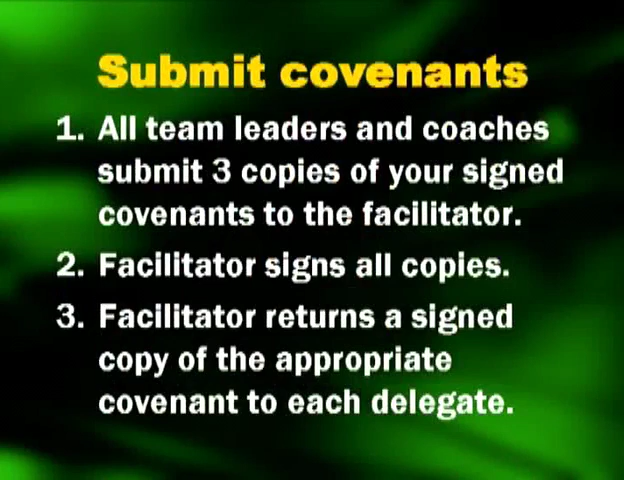 Submit covenants
1. All team leaders and coaches
submit 3 copies of your signed
covenants to the facilitator.
2. Facilitator signs all copies.
3. Facilitator returns a signed
copy of the appropriate
covenant to each delegate.